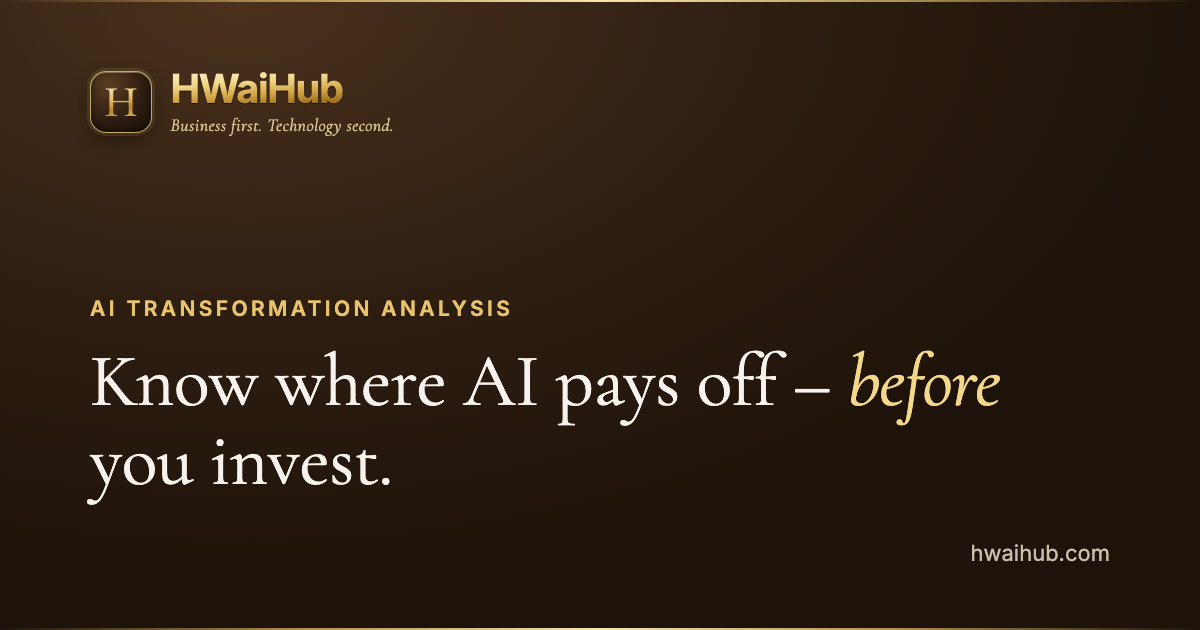 H
HWaiHub
Business first. Technology second.
AI TRANSFORMATION ANALYSIS
Know where AI pays off – before
you invest.
hwaihub.com